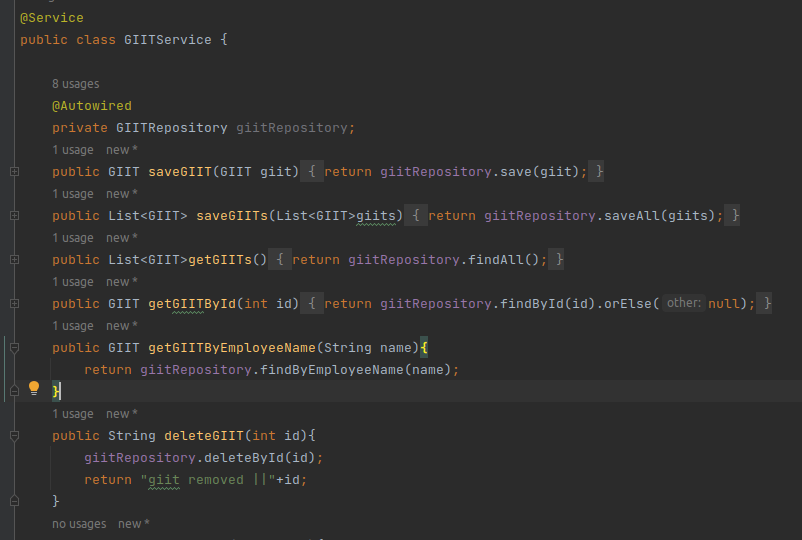 @Service
public class GIITService {
8 usages
@Autowired
private GIITRepository giitRepository;
1 usage new *
public GIIT saveGIIT(GIIT giit) { return giitRepository.save(giit); }
1 usage new *
public List<GIIT> saveGIITs(List<GIIT>giits) { return giitRepository.saveAll(giits); }
1 usage new *
public List<GIIT>getGIITs() { return giitRepository.findAll(); }
1 usage new *
public GIIT getGIITById(int id) { return giitRepository.findById(id).orElse( other: null); }
1 usage new *
public GIIT getGIITByEmployeeName(String name){
return giitRepository.findByEmployeeName(name);
}
1 usage new *
public String deleteGIIT(int id){
giitRepository.deleteById(id);
return "giit removed ||"+id;
}
no usages new *